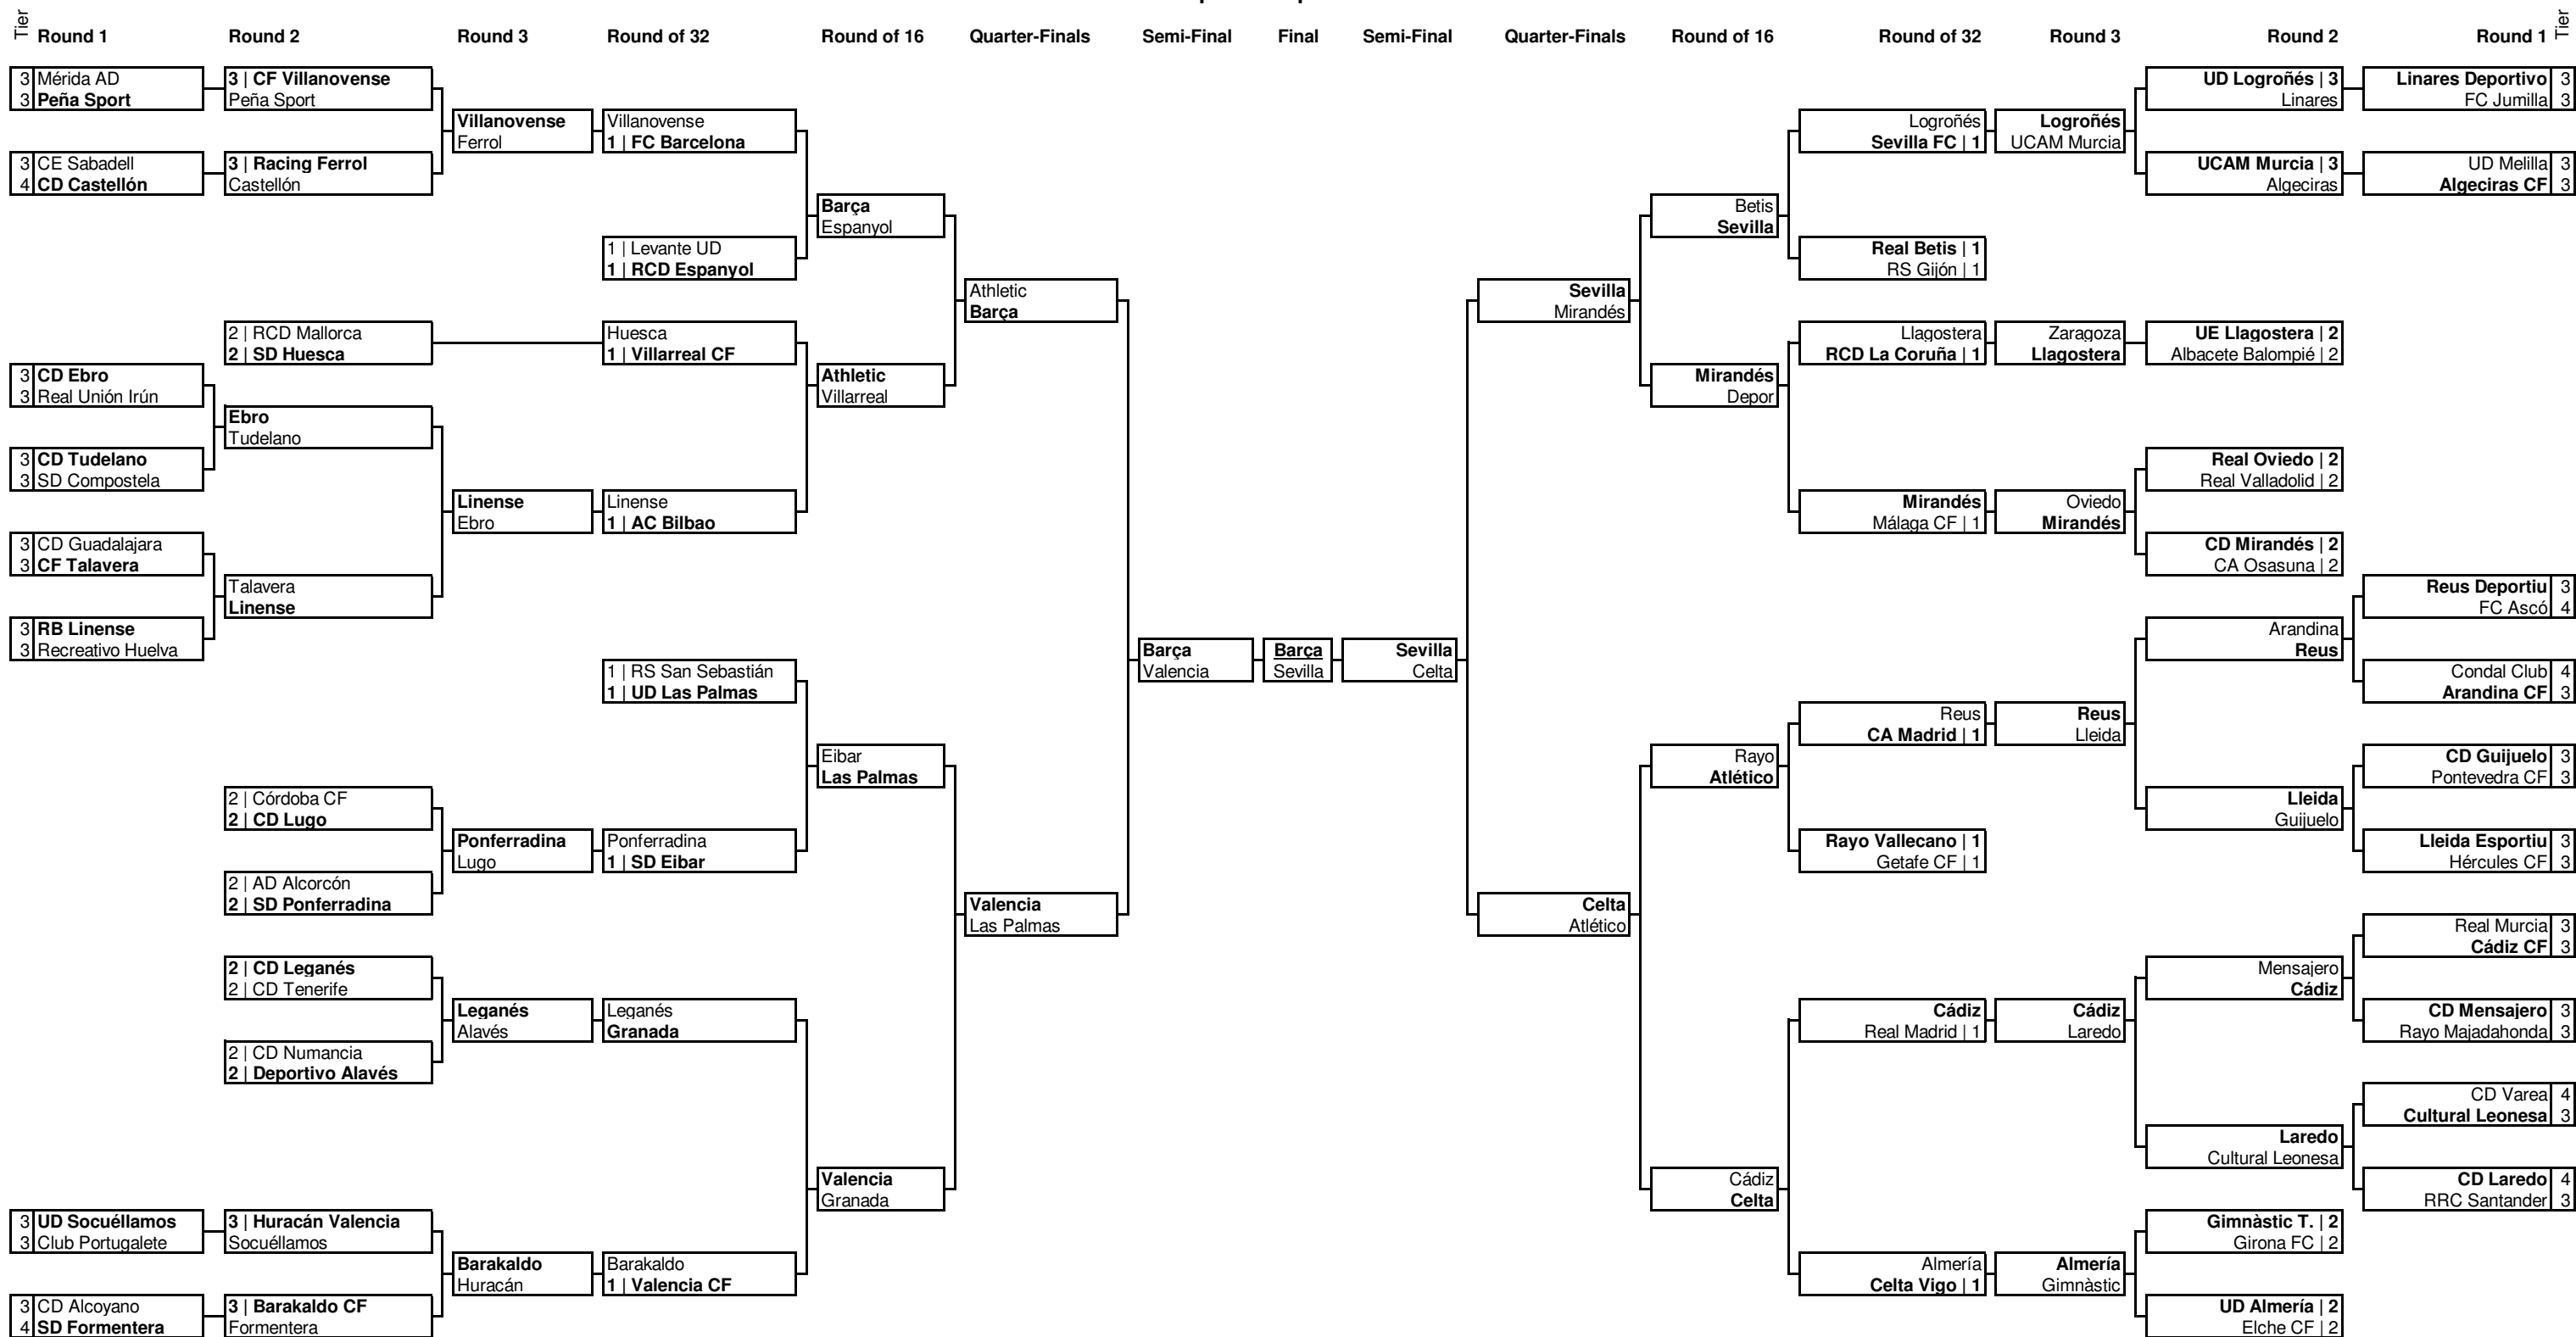 Tier Round 1 Round 2 Round 3 Round of 32 Round of 16 Quarter-Finals Semi-Final Final Semi-Final Quarter-Finals Round of 16 Round of 32 Round 3 Round 2 Round 1 Tier
3 Mérida AD
3 Peña Sport
3 CE Sabadell
4 CD Castellón
3 CD Ebro
3 Real Unión Irún
3 CD Tudelano
3 SD Compostela
3 CD Guadalajara
3 CF Talavera
3 RB Linense
3 Recreativo Huelva
3 UD Socuéllamos
3 Club Portugalete
3 CD Alcoyano
4 SD Formentera
3 | CF Villanovense
Peña Sport
3 | Racing Ferrol
Castellón
2 | RCD Mallorca
2 | SD Huesca
Ebro
Tudelano
Talavera
Linense
2 | Córdoba CF
2 | CD Lugo
2 | AD Alcorcón
2 | SD Ponferradina
2 | CD Leganés
2 | CD Tenerife
2 | CD Numancia
2 | Deportivo Alavés
3 | Huracán Valencia
Socuéllamos
3 | Barakaldo CF
Formentera
Villanovense
Ferrol
Linense
Ebro
Ponferradina
Lugo
Leganés
Alavés
Barakaldo
Huracán
Villanovense
1 | FC Barcelona
1 | Levante UD
1 | RCD Espanyol
Huesca
1 | Villarreal CF
Linense
1 | AC Bilbao
1 | RS San Sebastián
1 | UD Las Palmas
Ponferradina
1 | SD Eibar
Leganés
Granada
Barakaldo
1 | Valencia CF
Barça
Espanyol
Athletic
Villarreal
Eibar
Las Palmas
Valencia
Granada
Athletic
Barça
Valencia
Las Palmas
Barça
Valencia
Barça
Sevilla
Sevilla
Celta
Sevilla
Mirandés
Celta
Atlético
Betis
Sevilla
Mirandés
Depor
Rayo
Atlético
Cádiz
Celta
Logroñés
Sevilla FC | 1
Real Betis | 1
RS Gijón | 1
Llagostera
RCD La Coruña | 1
Mirandés
Málaga CF | 1
Reus
CA Madrid | 1
Rayo Vallecano | 1
Getafe CF | 1
Cádiz
Real Madrid | 1
Almería
Celta Vigo | 1
Logroñés
UCAM Murcia
Zaragoza
Llagostera
Oviedo
Mirandés
Reus
Lleida
Cádiz
Laredo
Almería
Gimnàstic
UD Logroñés | 3
Linares
UCAM Murcia | 3
Algeciras
UE Llagostera | 2
Albacete Balompié | 2
Real Oviedo | 2
Real Valladolid | 2
CD Mirandés | 2
CA Osasuna | 2
Arandina
Reus
Lleida
Guijuelo
Mensajero
Cádiz
Laredo
Cultural Leonesa
Gimnàstic T. | 2
Girona FC | 2
UD Almería | 2
Elche CF | 2
Linares Deportivo 3
FC Jumilla 3
UD Melilla 3
Algeciras CF 3
Reus Deportiu 3
FC Ascó 4
Condal Club 4
Arandina CF 3
CD Guijuelo 3
Pontevedra CF 3
Lleida Esportiu 3
Hércules CF 3
Real Murcia 3
Cádiz CF 3
CD Mensajero 3
Rayo Majadahonda 3
CD Varea 4
Cultural Leonesa 3
CD Laredo 4
RRC Santander 3